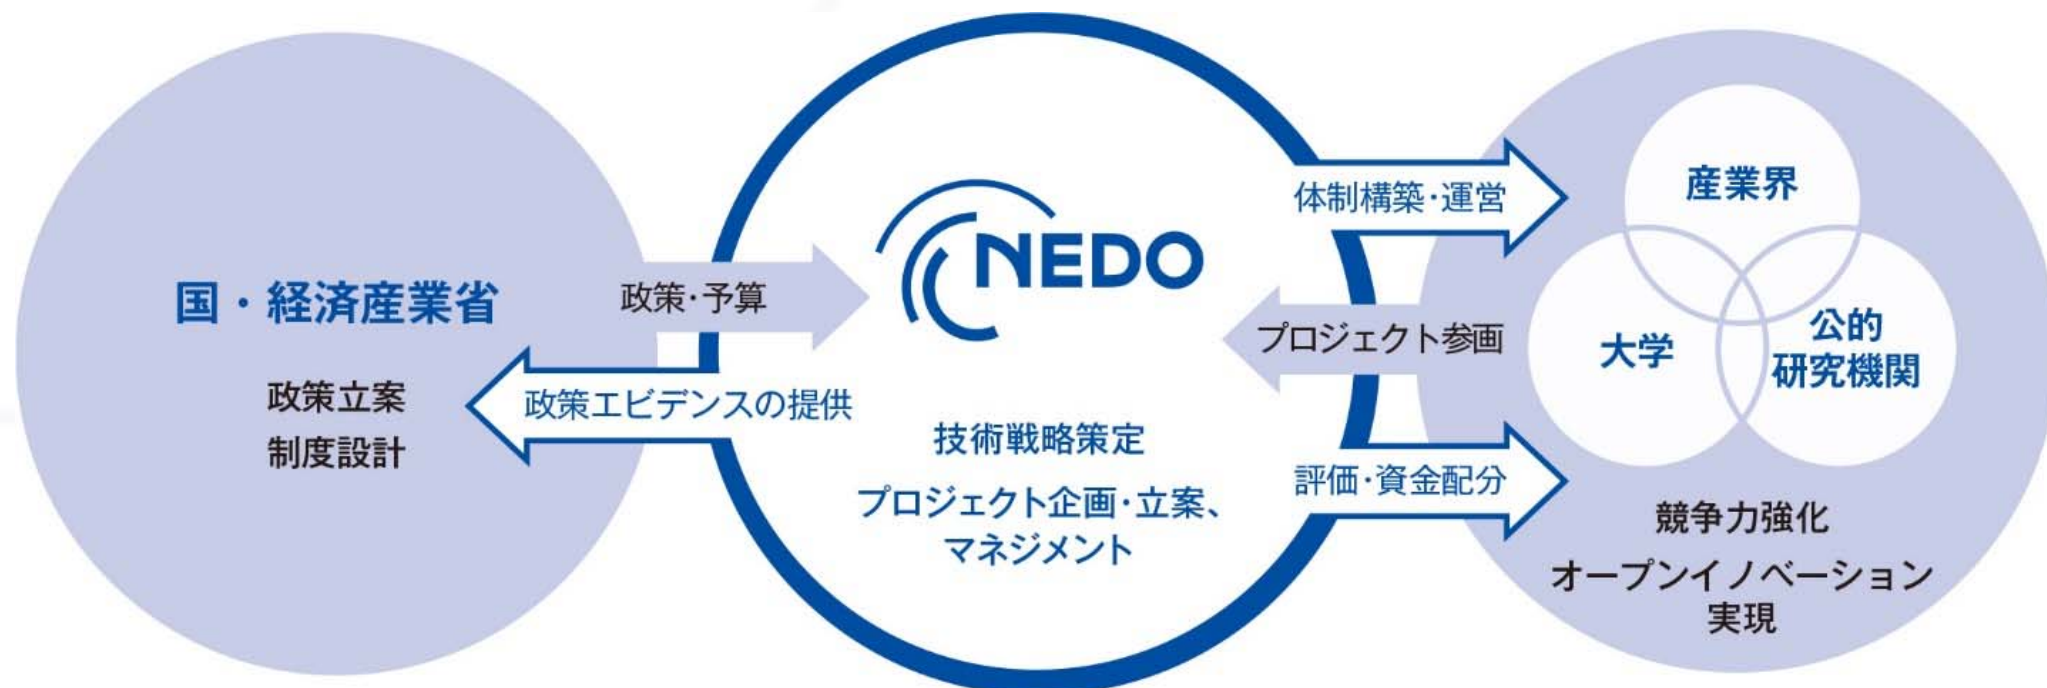 国・経済産業省
政策立案
制度設計
政策・予算
政策エビデンスの提供
NEDO
技術戦略策定
プロジェクト企画・立案、
マネジメント
体制構築・運営
プロジェクト参画
評価・資金配分
産業界
大学
公的
研究機関
競争力強化
オープンイノベーション
実現